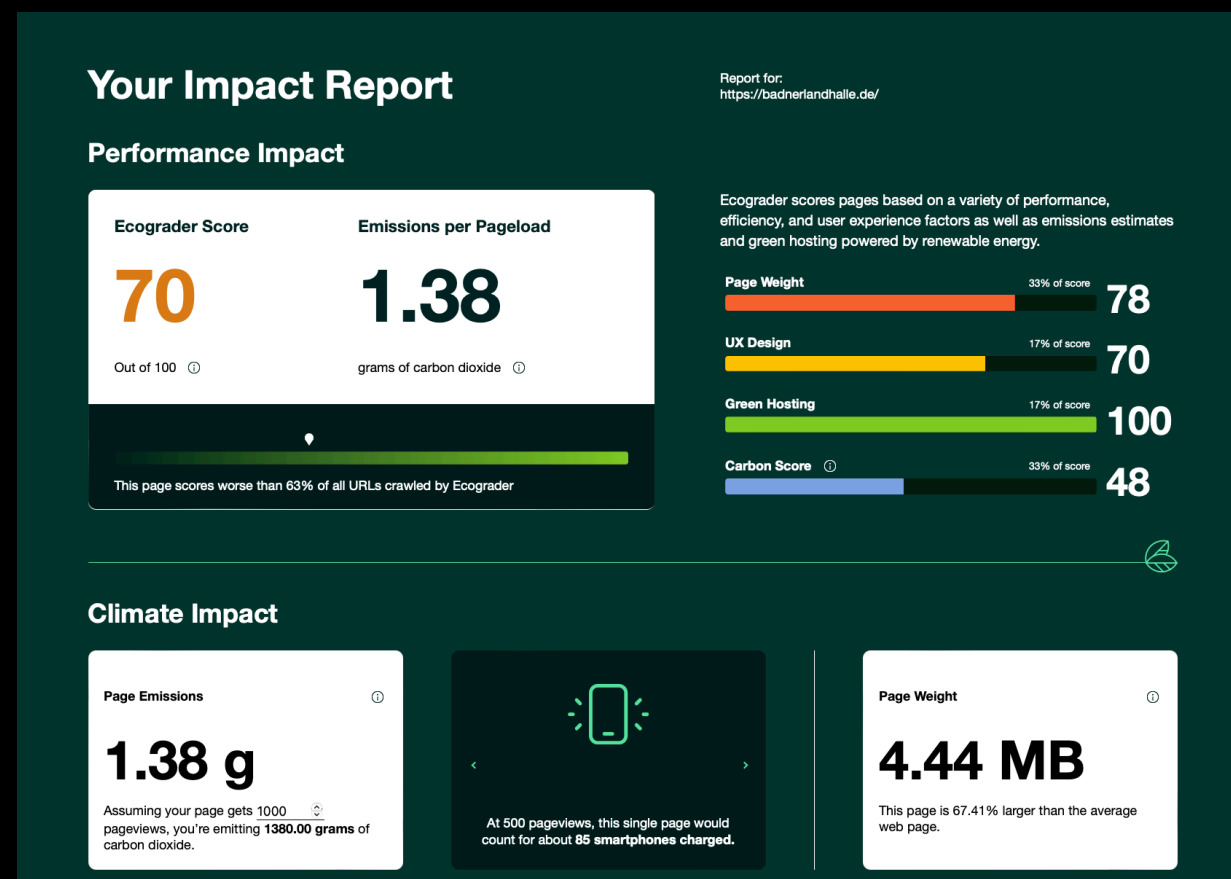 Your Impact Report
Report for:
https://badnerlandhalle.de/
Performance Impact
Ecograder Score
70
Out of 100
Emissions per Pageload
1.38
grams of carbon dioxide
This page scores worse than 63% of all URLs crawled by Ecograder
Ecograder scores pages based on a variety of performance,
efficiency, and user experience factors as well as emissions estimates
and green hosting powered by renewable energy.
Page Weight 33% of score 78
UX Design 17% of score 70
Green Hosting 17% of score 100
Carbon Score 33% of score 48
Climate Impact
Page Emissions
1.38 g
Assuming your page gets 1000
pageviews, you're emitting 1380.00 grams of
carbon dioxide.
At 500 pageviews, this single page would
count for about 85 smartphones charged.
Page Weight
4.44 MB
This page is 67.41% larger than the average
web page.